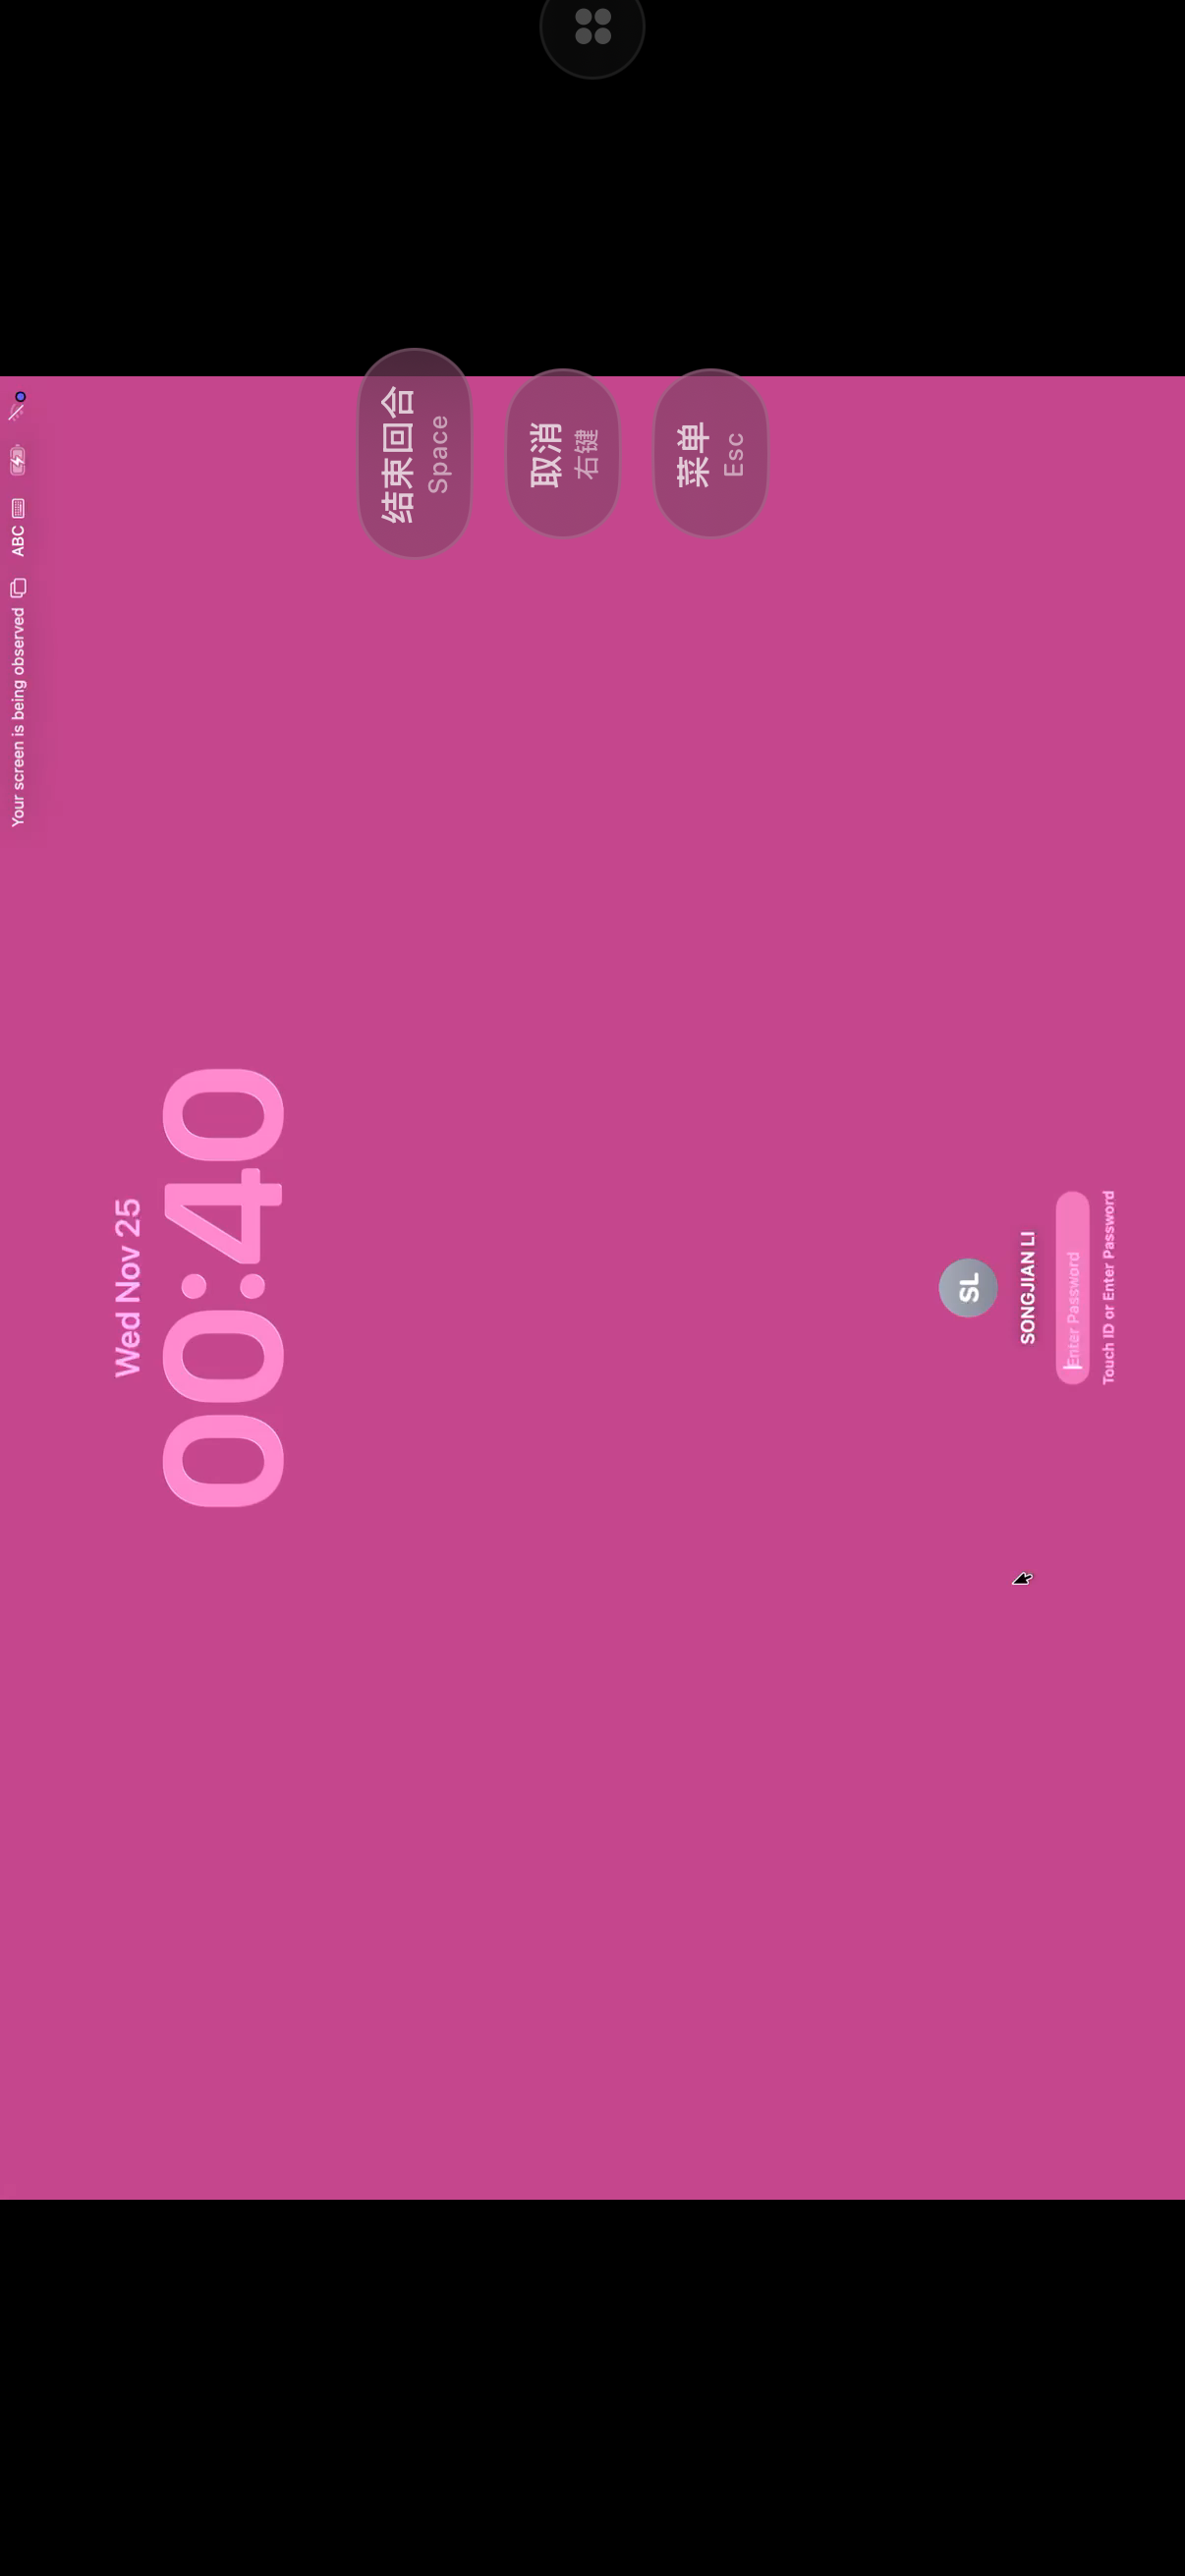 Your screen is being observed
ABC
结束回合
Space
取消
右键
菜单
Esc
Wed Nov 25
00:40
SL
SONGJIAN LI
Enter Password
Touch ID or Enter Password